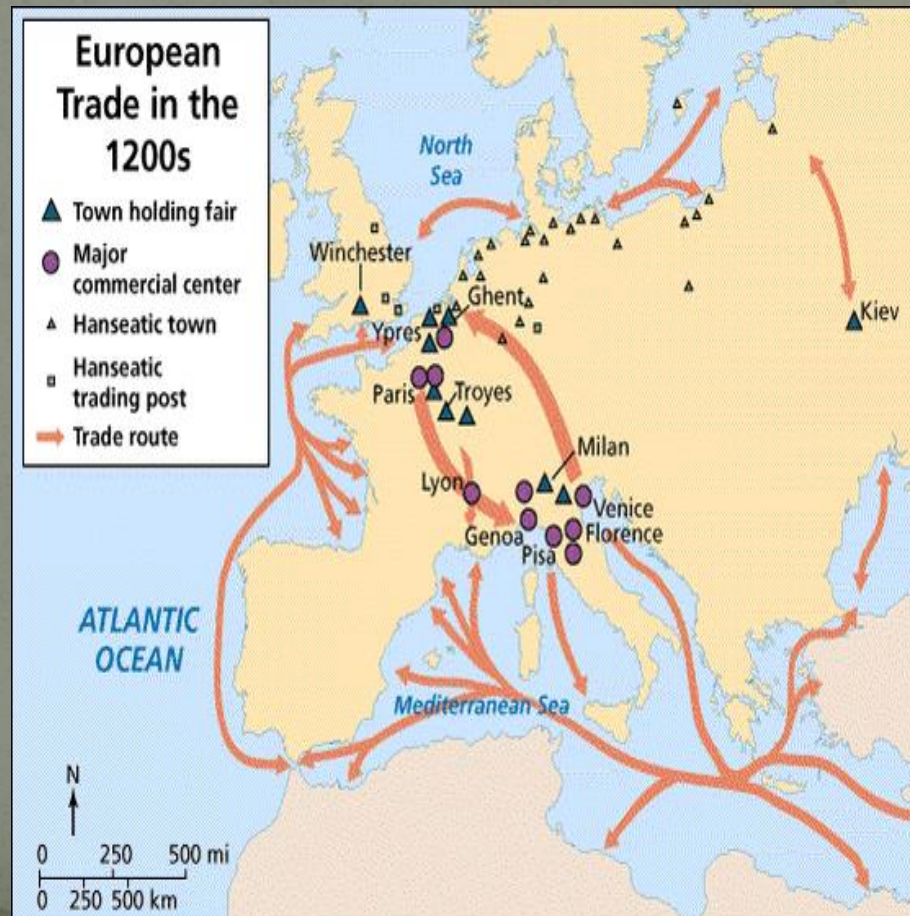 European
Trade in the
1200s
Town holding fair
Major
commercial center
Hanseatic town
Hanseatic
trading post
Trade route
North
Sea
Winchester
Ghent
Ypres
Kiev
Paris
Troyes
Milan
Lyon
Venice
Genoa
Florence
Pisa
ATLANTIC
OCEAN
Mediterranean Sea
N
0 250 500 mi
0 250 500 km